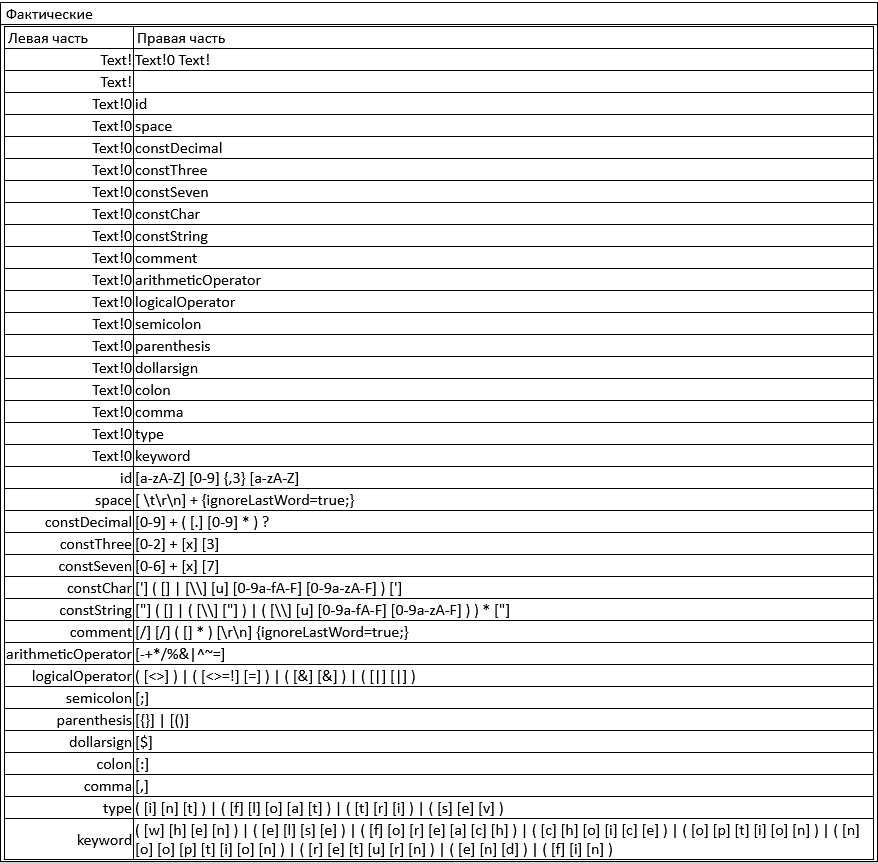 Фактические
Левая часть Правая часть
Text! Text!0 Text!
Text!
Text!0 id
Text!0 space
Text!0 constDecimal
Text!0 constThree
Text!0 constSeven
Text!0 constChar
Text!0 constString
Text!0 comment
Text!0 arithmeticOperator
Text!0 logicalOperator
Text!0 semicolon
Text!0 parenthesis
Text!0 dollarsign
Text!0 colon
Text!0 comma
Text!0 type
Text!0 keyword
id [a-zA-Z] [0-9] {,3} [a-zA-Z]
space [ \t\r\n] + {ignoreLastWord=true;}
constDecimal [0-9] + ( [.] [0-9] * ) ?
constThree [0-2] + [x] [3]
constSeven [0-6] + [x] [7]
constChar ['] ( [] | [\\] [u] [0-9a-fA-F] [0-9a-zA-F] ) [']
constString ["] ( [] | ( [\\] ["] ) | ( [\\] [u] [0-9a-fA-F] [0-9a-zA-F] ) ) * ["]
comment [/] [/] ( [] * ) [\r\n] {ignoreLastWord=true;}
arithmeticOperator [-+*/%&|^~=]
logicalOperator ( [<>] ) | ( [<>=!] [=] ) | ( [&] [&] ) | ( [|] [|] )
semicolon [;]
parenthesis [{}] | [()]
dollarsign [$]
colon [:]
comma [,]
type ( [i] [n] [t] ) | ( [f] [l] [o] [a] [t] ) | ( [t] [r] [i] ) | ( [s] [e] [v] )
keyword ( [w] [h] [e] [n] ) | ( [e] [l] [s] [e] ) | ( [f] [o] [r] [e] [a] [c] [h] ) | ( [c] [h] [o] [i] [c] [e] ) | ( [o] [p] [t] [i] [o] [n] ) | ( [n]
[o] [o] [p] [t] [i] [o] [n] ) | ( [r] [e] [t] [u] [r] [n] ) | ( [e] [n] [d] ) | ( [f] [i] [n] )